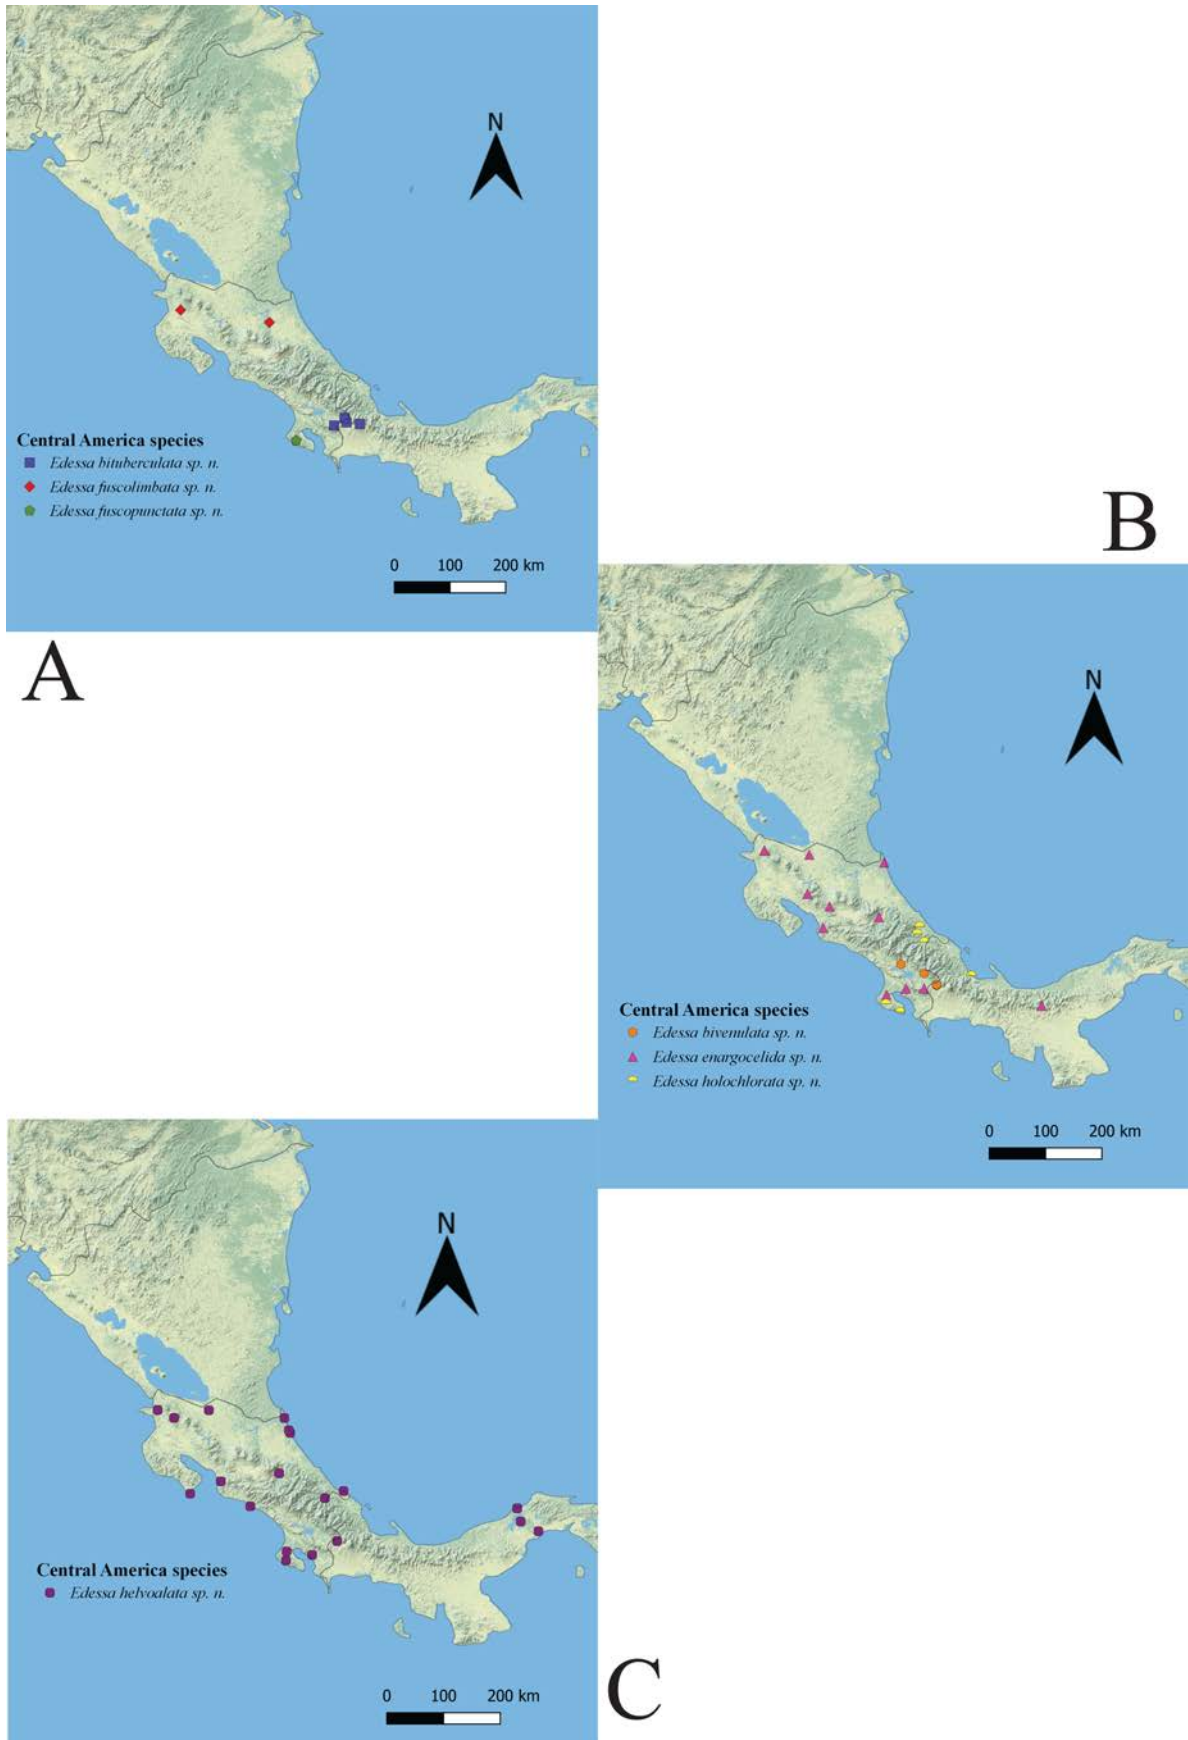 N
Central America species
Edessa bituberculata sp. n.
Edessa fuscolimbata sp. n.
Edessa fuscopunctata sp. n.
0 100 200 km
A
B
N
Central America species
Edessa bivenulata sp. n.
Edessa enargocelida sp. n.
Edessa holochlorata sp. n.
0 100 200 km
N
Central America species
Edessa helvoalata sp. n.
0 100 200 km
C